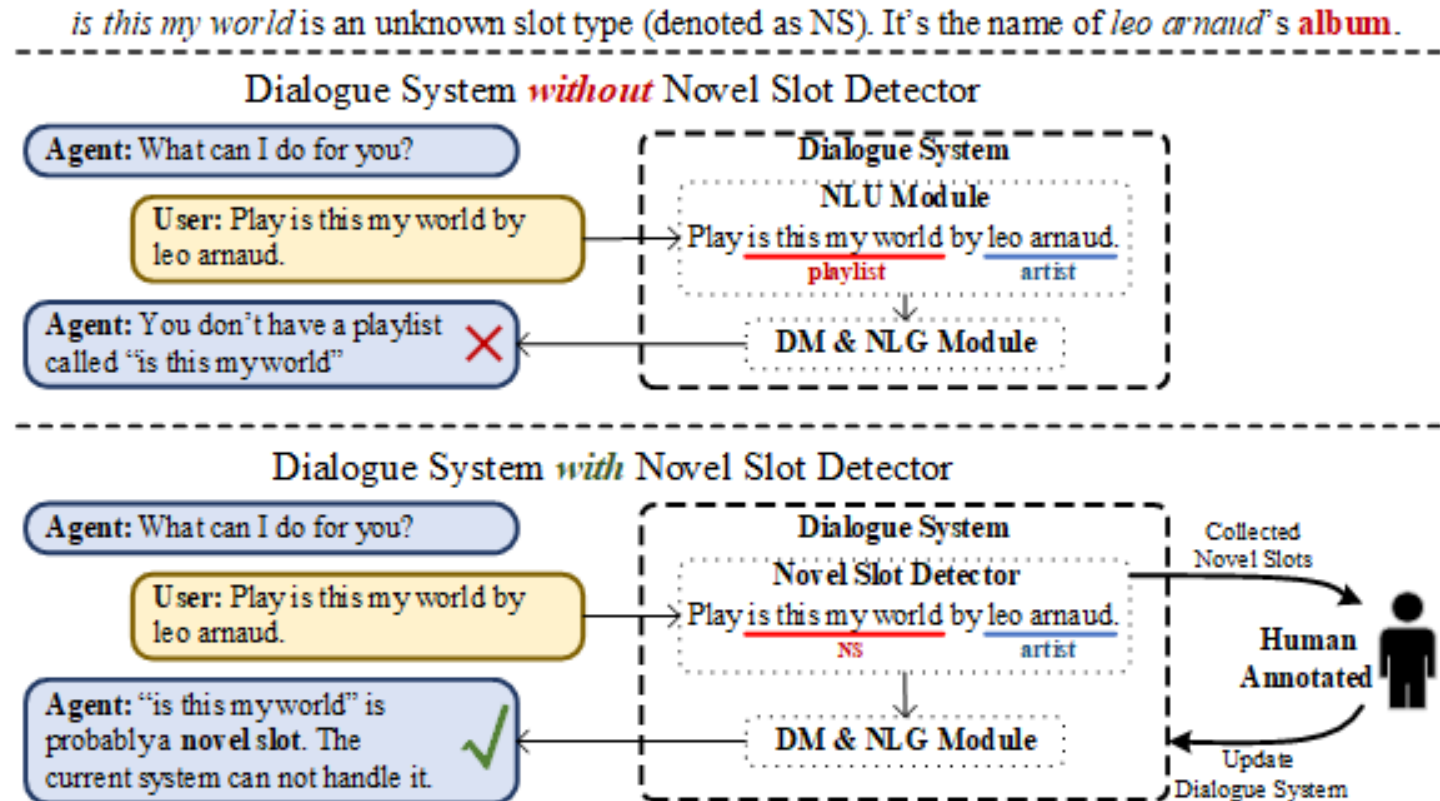 is this my world is an unknown slot type (denoted as NS). It's the name of leo arnaud's album.
Dialogue System without Novel Slot Detector
Agent: What can I do for you?
User: Play is this my world by
leo arnaud.
Agent: You don't have a playlist
called “is this my world”
Dialogue System
NLU Module
Play is this my world by leo arnaud.
playlist
artist
DM & NLG Module
Dialogue System with Novel Slot Detector
Agent: What can I do for you?
User: Play is this my world by
leo arnaud.
Agent: “is this my world” is
probably a novel slot. The
current system can not handle it.
Dialogue System
Novel Slot Detector
Play is this my world by leo arnaud.
NS
artist
DM & NLG Module
Collected
Novel Slots
Human
Annotated
Update
Dialogue System